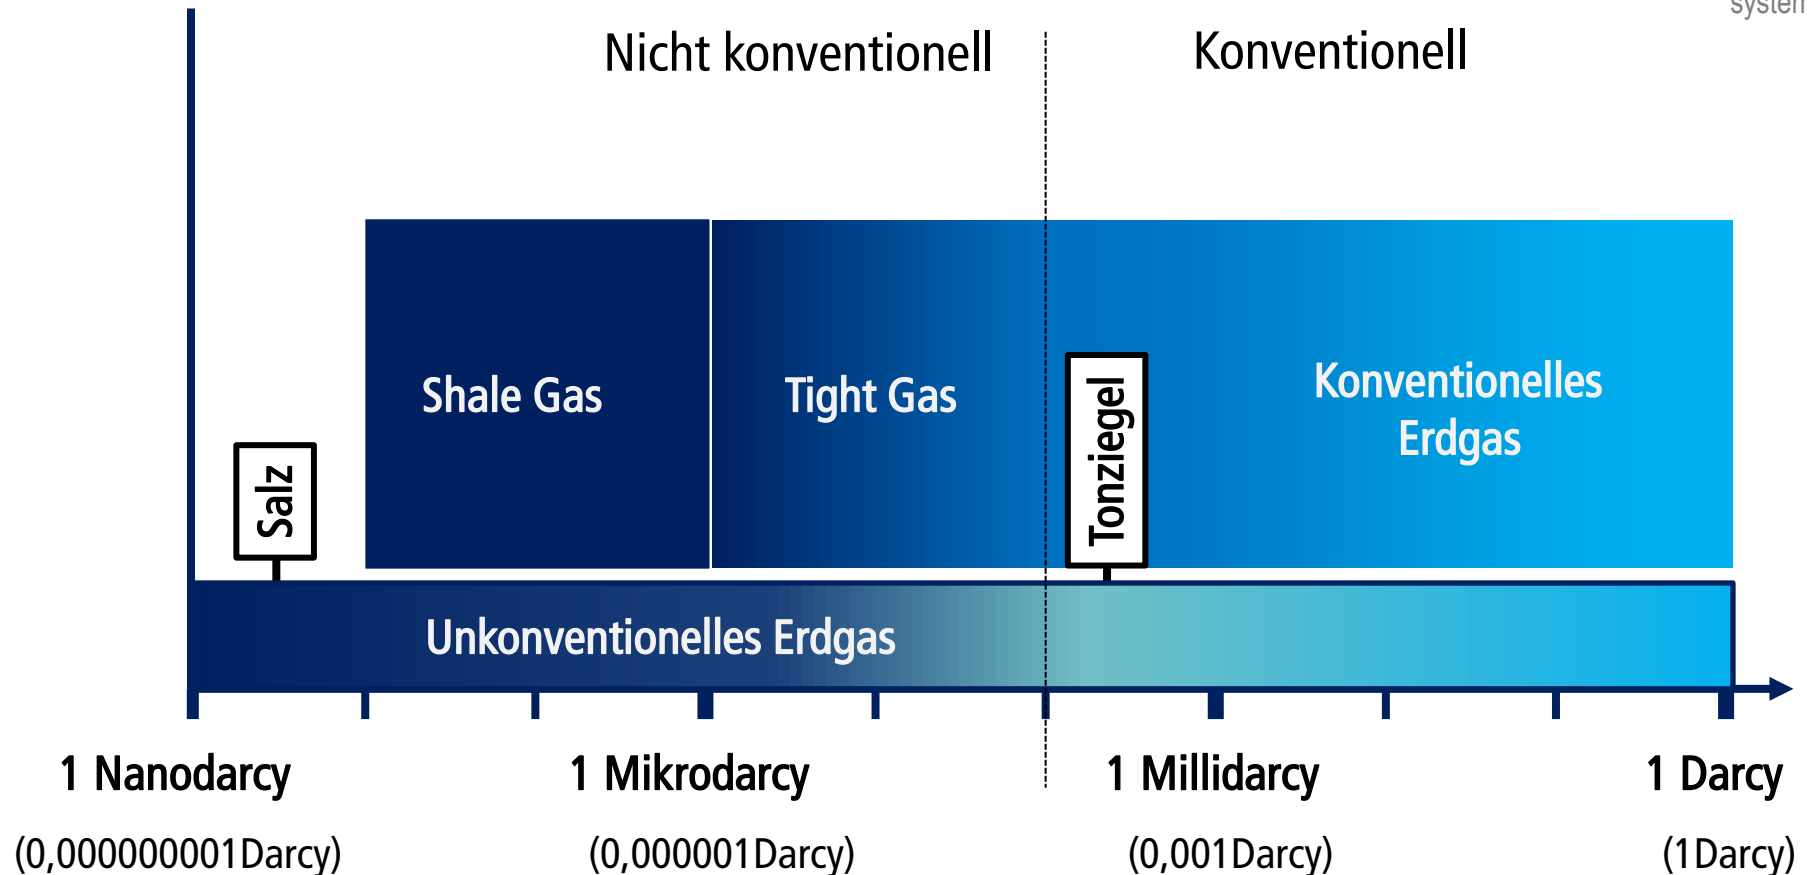 system
Nicht konventionell
Konventionell
Shale Gas
Tight Gas
Konventionelles
Erdgas
Salz
Tonziegel
Unkonventionelles Erdgas
1 Nanodarcy
1 Mikrodarcy
1 Millidarcy
1 Darcy
(0,000000001Darcy)
(0,000001Darcy)
(0,001Darcy)
(1Darcy)